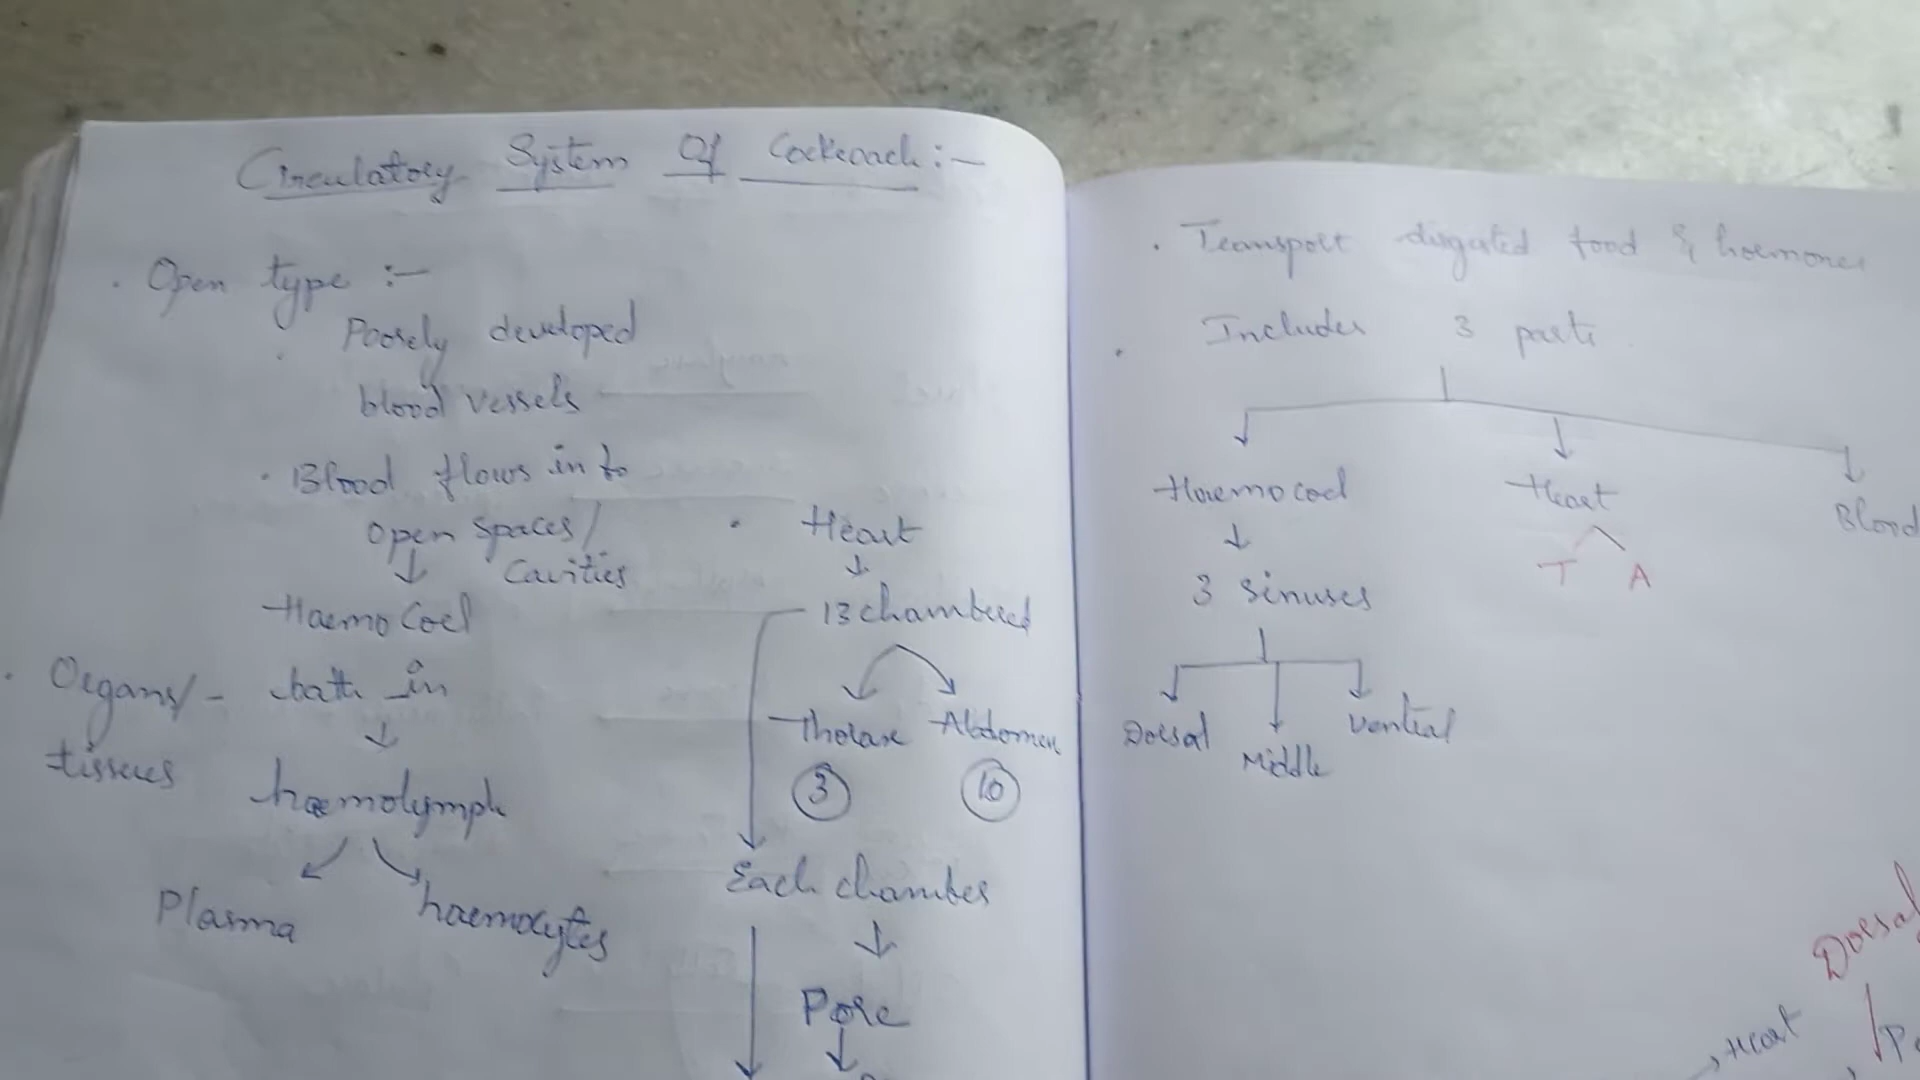 Circulatory System Of Cockroach :-
. Open type :-
Poorely developed
blood vessels
. Blood flows in to
open spaces/
cavities
Haemo Coel
. Organs/ - bath in
tissues
haemolymph
Plasma haemocytes
. Heart
13 chambered
Thorax Abdomen
3 10
Each chamber
Pore
. Transport digested food & hormones
. Includes 3 parts
Haemocoel Heart Blood
T A
3 sinuses
Dorsal Middle Ventral
Dorsal
Heart